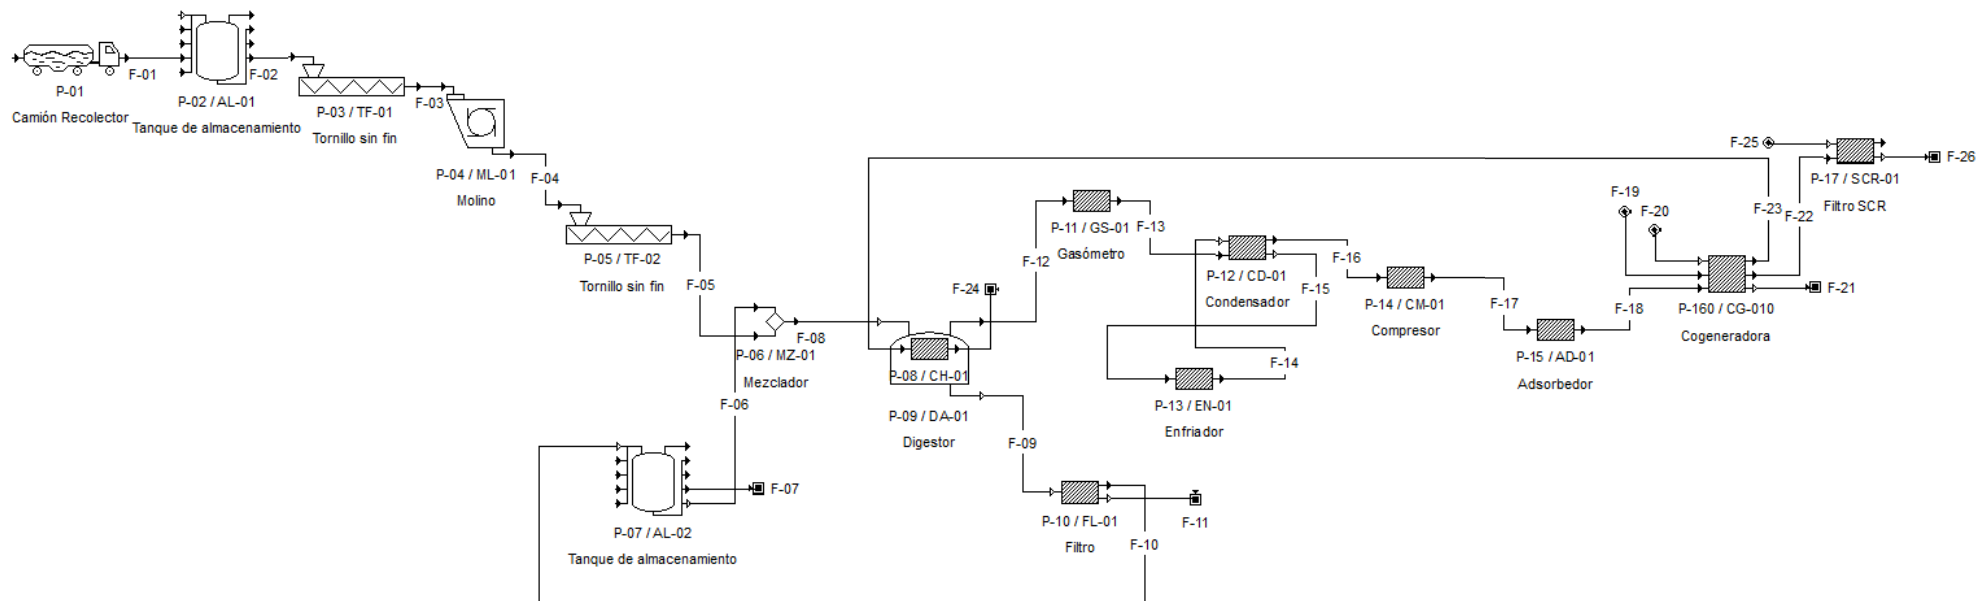 F-01
P-01
Camión Recolector
F-02
P-02 / AL-01
Tanque de almacenamiento
F-03
P-03 / TF-01
Tornillo sin fin
F-04
P-04 / ML-01
Molino
P-05 / TF-02
Tornillo sin fin
F-05
P-06 / MZ-01
Mezclador
F-08
F-06
F-07
P-07 / AL-02
Tanque de almacenamiento
P-08 / CH-01
P-09 / DA-01
Digestor
F-24
F-09
P-10 / FL-01
Filtro
F-10
F-11
F-12
P-11 / GS-01
Gasómetro
F-13
P-12 / CD-01
Condensador
F-15
F-14
P-13 / EN-01
Enfriador
F-16
P-14 / CM-01
Compresor
F-17
P-15 / AD-01
Adsorbedor
F-18
F-19
F-20
P-160 / CG-010
Cogeneradora
F-21
F-23
F-22
F-25
P-17 / SCR-01
Filtro SCR
F-26